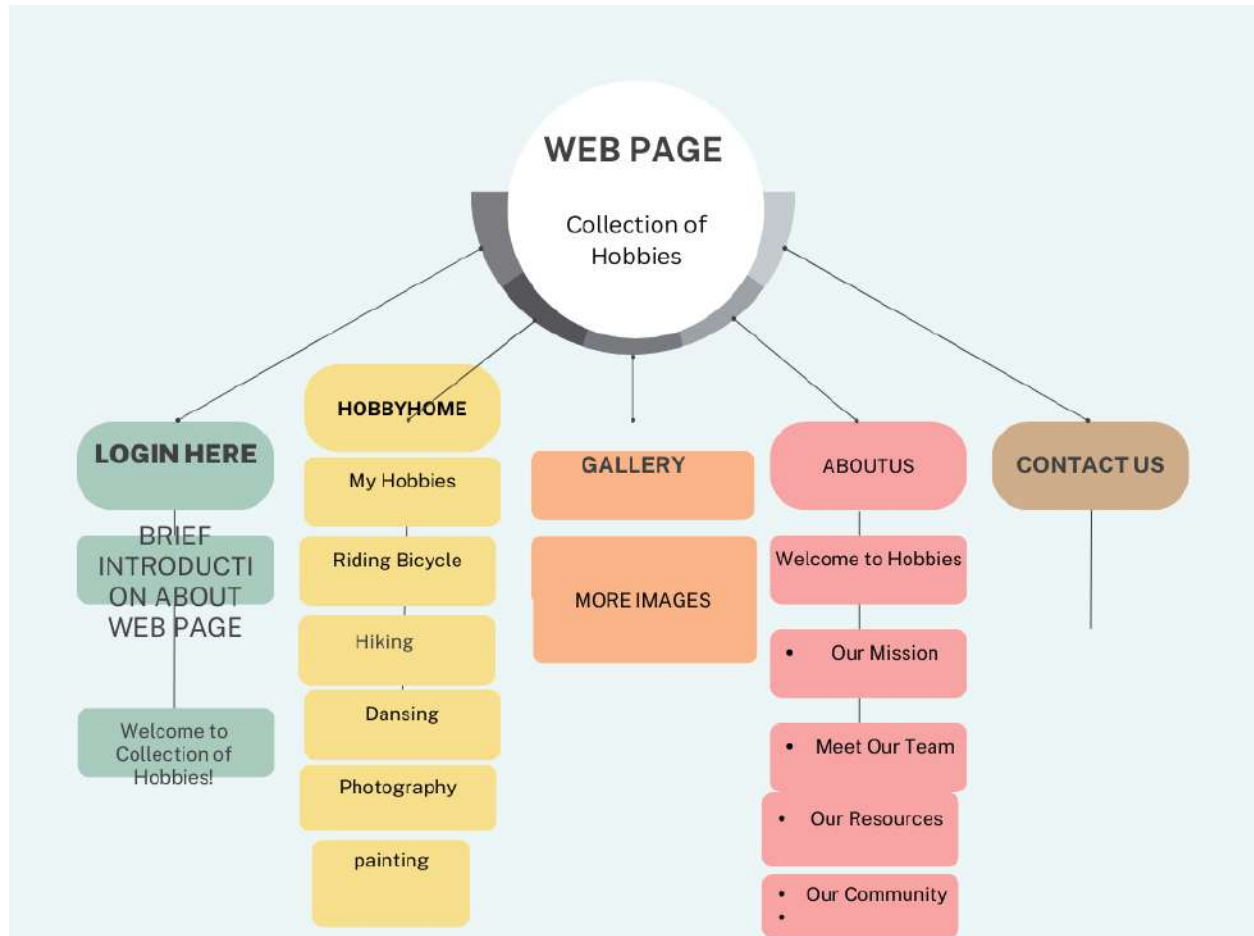 WEB PAGE
Collection of
Hobbies
LOGIN HERE
BRIEF
INTRODUCTI
ON ABOUT
WEB PAGE
Welcome to
Collection of
Hobbies!
HOBBYHOME
My Hobbies
Riding Bicycle
Hiking
Dansing
Photography
painting
GALLERY
MORE IMAGES
ABOUTUS
Welcome to Hobbies
• Our Mission
• Meet Our Team
• Our Resources
• Our Community
•
CONTACT US